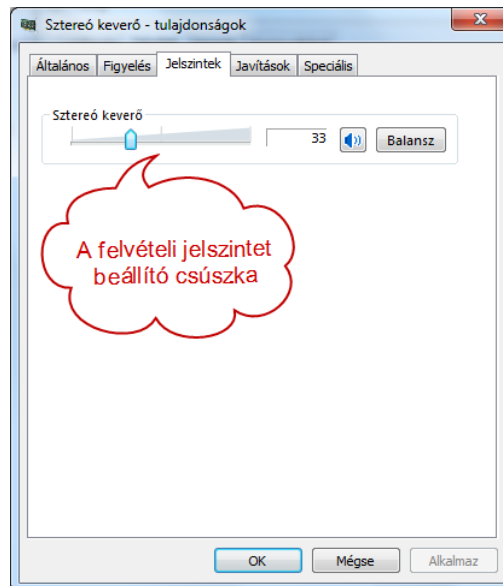 Sztereó keverő - tulajdonságok
Általános Figyelés Jelszintek Javítások Speciális
Sztereó keverő
33 Balansz
A felvételi jelszintet
beállító csúszka
OK Mégse Alkalmaz